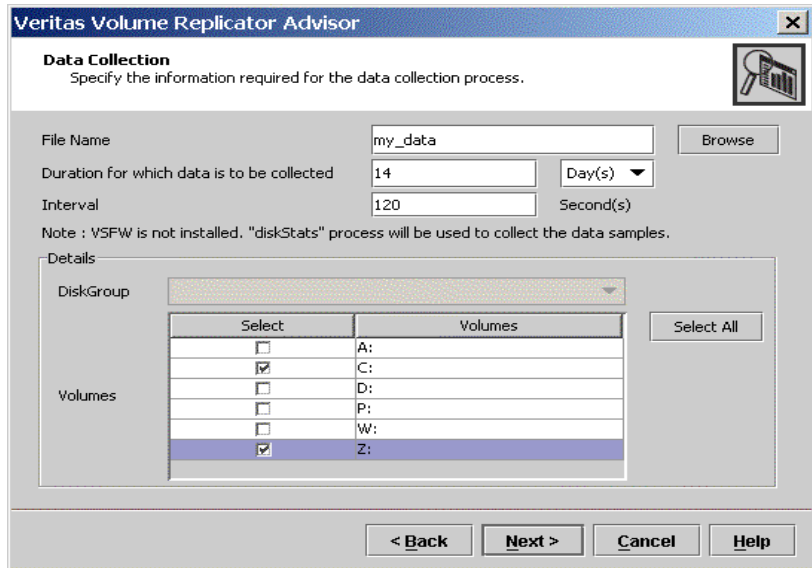 Veritas Volume Replicator Advisor
Data Collection
Specify the information required for the data collection process.
File Name my_data Browse
Duration for which data is to be collected 14 Day(s)
Interval 120 Second(s)
Note : VSFW is not installed. "diskStats" process will be used to collect the data samples.
Details
DiskGroup
Select Volumes Select All
A:
C:
D:
Volumes P:
W:
Z:
< Back Next > Cancel Help